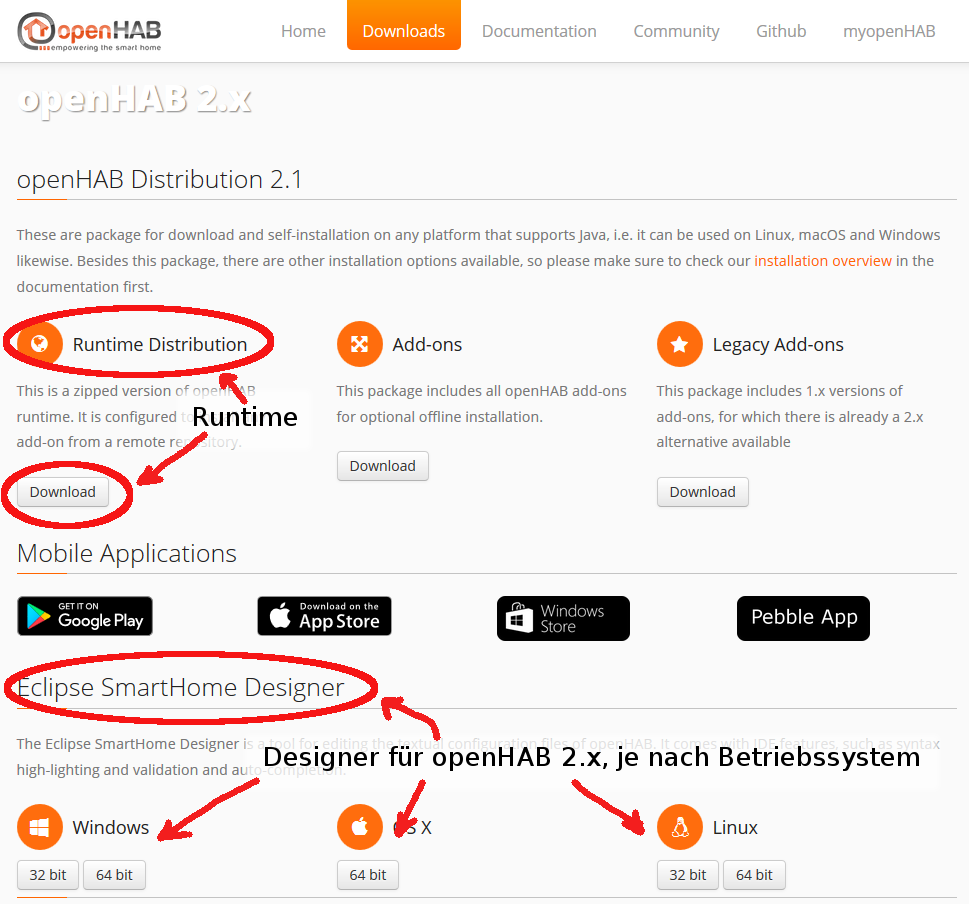 openHAB
empowering the smart home
Home
Downloads
Documentation
Community
Github
myopenHAB
openHAB 2.x
openHAB Distribution 2.1
These are package for download and self-installation on any platform that supports Java, i.e. it can be used on Linux, macOS and Windows
likewise. Besides this package, there are other installation options available, so please make sure to check our installation overview in the
documentation first.
Runtime Distribution
This is a zipped version of openHAB
runtime. It is configured to
add-on from a remote repository.
Runtime
Download
Add-ons
This package includes all openHAB add-ons
for optional offline installation.
Download
Legacy Add-ons
This package includes 1.x versions of
add-ons, for which there is already a 2.x
alternative available
Download
Mobile Applications
GET IT ON
Google Play
Download on the
App Store
Windows
Store
Pebble App
Eclipse SmartHome Designer
The Eclipse SmartHome Designer is a tool for editing the textual configuration files of openHAB. It comes with IDE features, such as syntax
high-lighting and validation and auto-completion.
Designer für openHAB 2.x, je nach Betriebssystem
Windows
32 bit
64 bit
OS X
64 bit
Linux
32 bit
64 bit